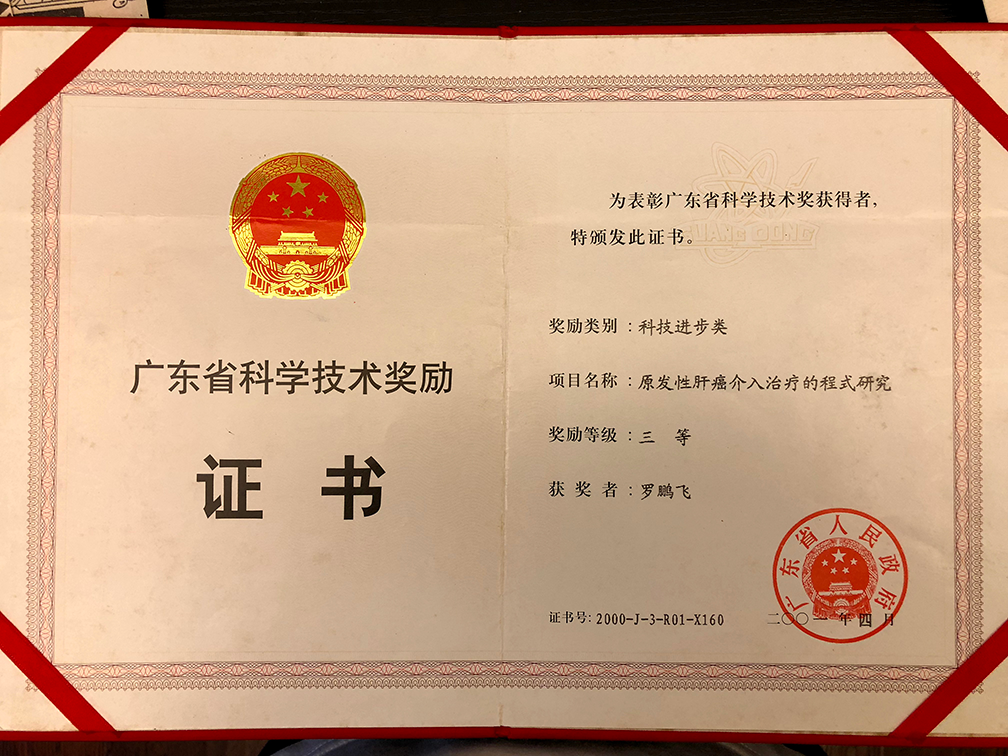 广东省科学技术奖励
证 书
GUANG DONG
为表彰广东省科学技术奖获得者，
特颁发此证书。
奖励类别：科技进步类
项目名称：原发性肝癌介入治疗的程式研究
奖励等级：三 等
获 奖 者：罗鹏飞
广东省人民政府
证书号: 2000-J-3-R01-X160
二〇〇一年四月